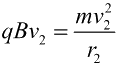 qBv₂ = mv₂²/r₂